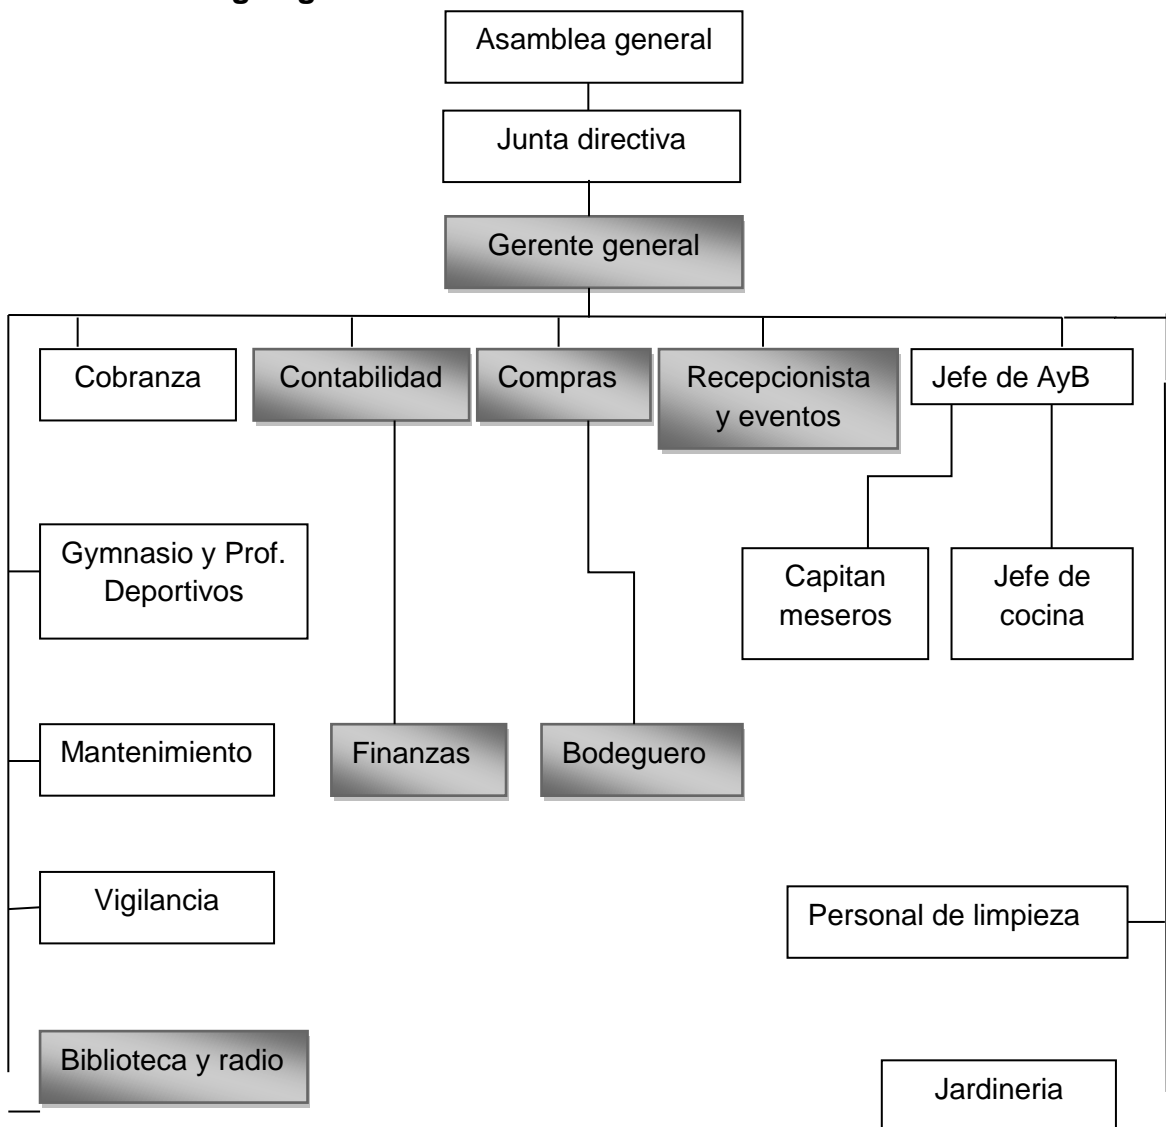 Asamblea general
Junta directiva
Gerente general
Cobranza
Contabilidad
Compras
Recepcionista
y eventos
Jefe de AyB
Gymnasio y Prof.
Deportivos
Capitan
meseros
Jefe de
cocina
Mantenimiento
Finanzas
Bodeguero
Vigilancia
Personal de limpieza
Biblioteca y radio
Jardineria